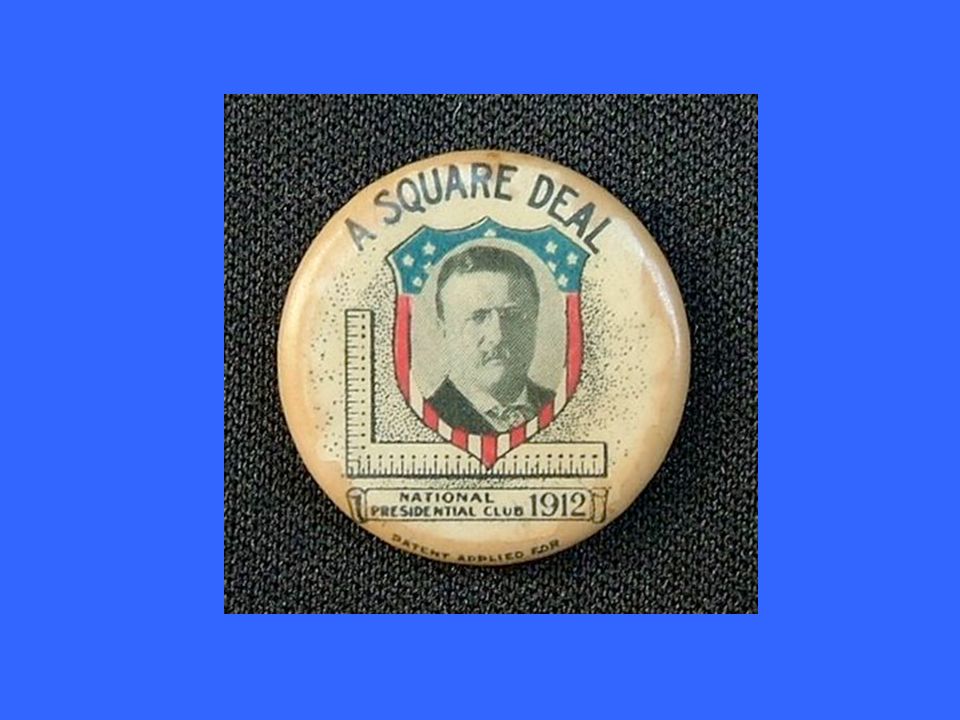 A SQUARE DEAL
NATIONAL
PRESIDENTIAL CLUB 1912
PATENT APPLIED FOR